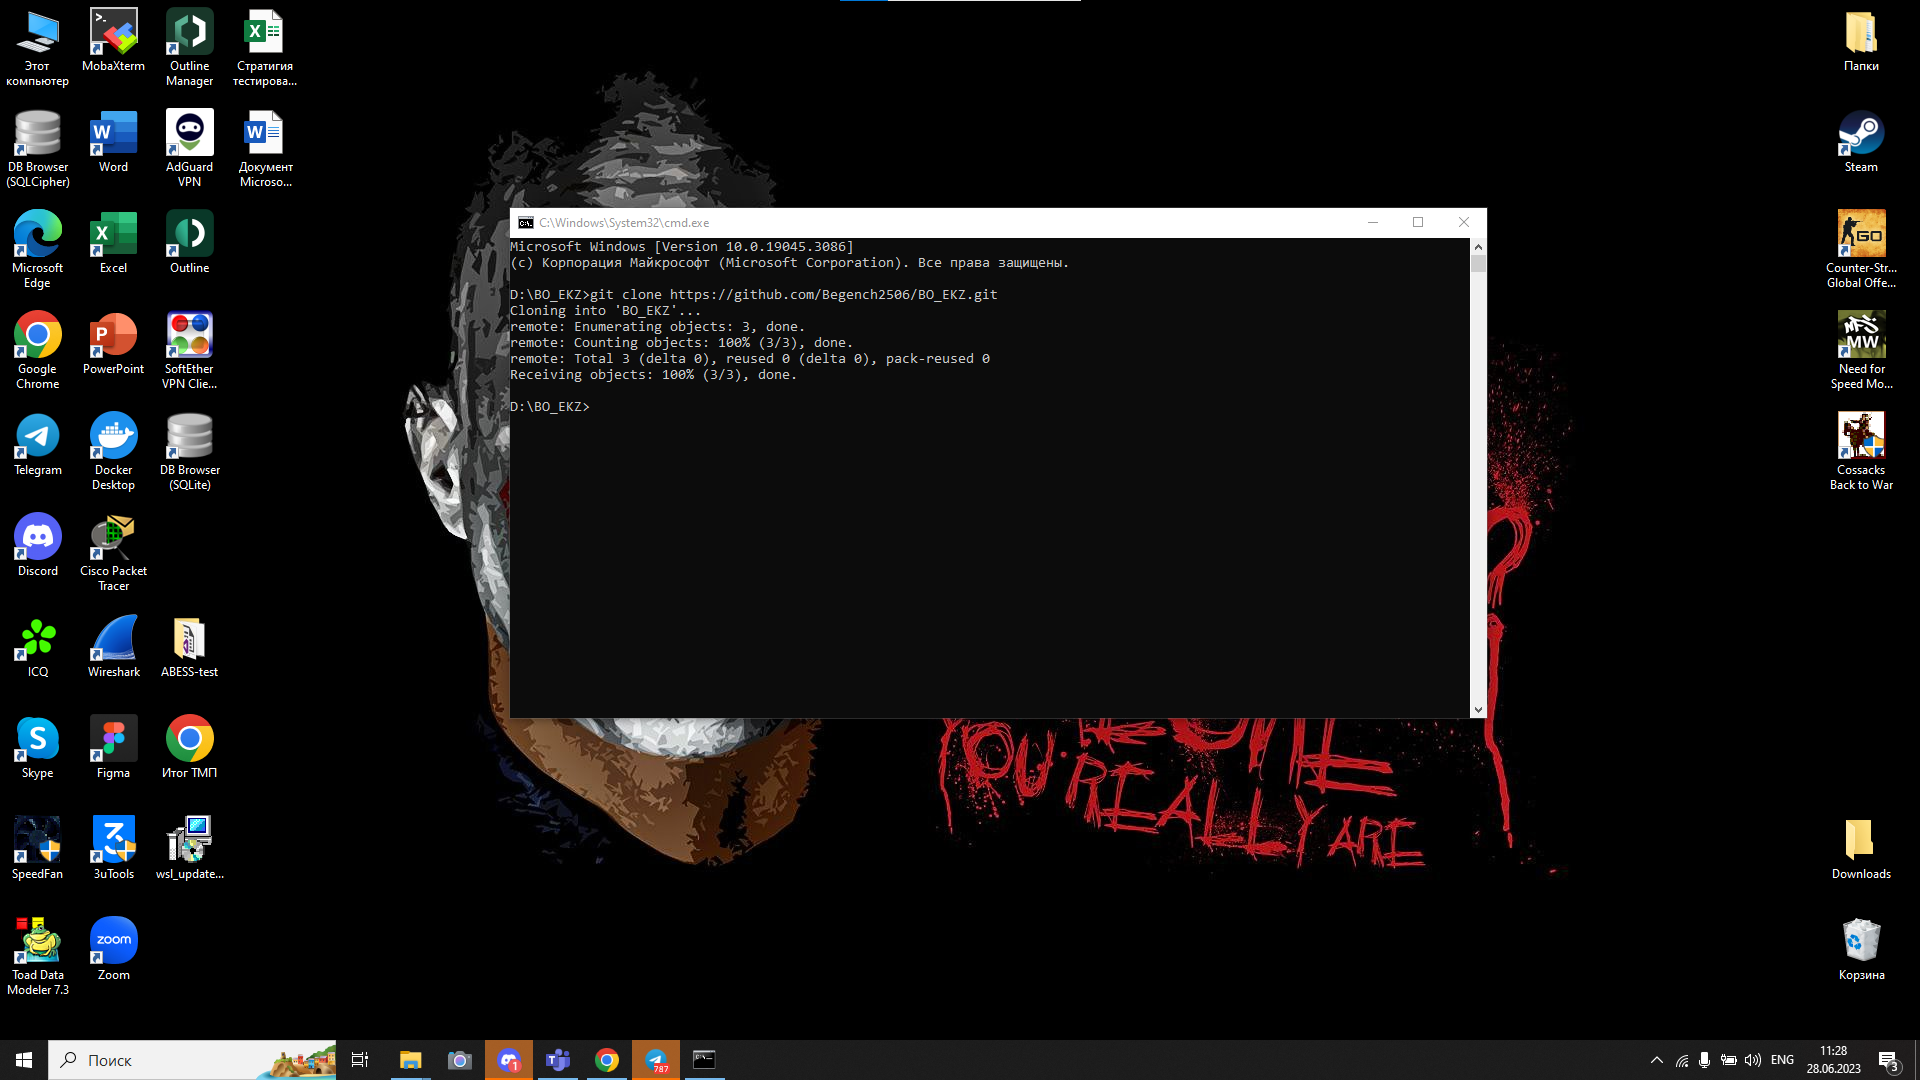 Этот
компьютер
MobaXterm
Outline
Manager
Стратигия
тестирова...
DB Browser
(SQLCipher)
Word
AdGuard
VPN
Документ
Microso...
Microsoft
Edge
Excel
Outline
Google
Chrome
PowerPoint
SoftEther
VPN Clie...
Telegram
Docker
Desktop
DB Browser
(SQLite)
Discord
Cisco Packet
Tracer
ICQ
Wireshark
ABESS-test
Skype
Figma
Итог ТМП
SpeedFan
3uTools
wsl_update...
Toad Data
Modeler 7.3
zoom
Zoom
C:\Windows\System32\cmd.exe
Microsoft Windows [Version 10.0.19045.3086]
(c) Корпорация Майкрософт (Microsoft Corporation). Все права защищены.
D:\BO_EKZ>git clone https://github.com/Begench2506/BO_EKZ.git
Cloning into 'BO_EKZ'...
remote: Enumerating objects: 3, done.
remote: Counting objects: 100% (3/3), done.
remote: Total 3 (delta 0), reused 0 (delta 0), pack-reused 0
Receiving objects: 100% (3/3), done.
D:\BO_EKZ>
YOU REALLY ARE
Папки
Steam
GO
Counter-Str...
Global Offe...
NFS
MW
Need for
Speed Mo...
Cossacks
Back to War
Downloads
Корзина
Поиск
1
787
ENG
11:28
28.06.2023
3